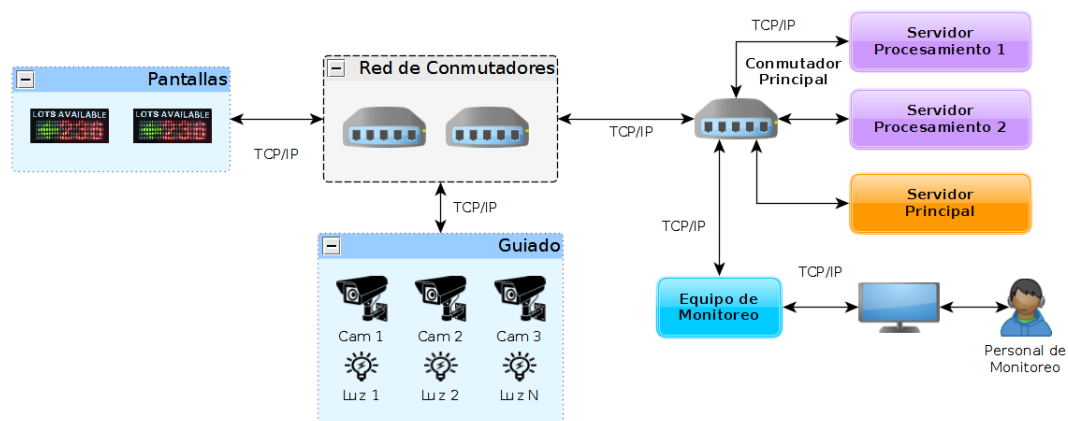 Pantallas
LOTS AVAILABLE
LOTS AVAILABLE
TCP/IP
Red de Conmutadores
TCP/IP
Guiado
Cam 1
Cam 2
Cam 3
Luz 1
Luz 2
Luz N
TCP/IP
Conmutador
Principal
TCP/IP
Servidor
Procesamiento 1
Servidor
Procesamiento 2
Servidor
Principal
TCP/IP
Equipo de
Monitoreo
TCP/IP
Personal de
Monitoreo